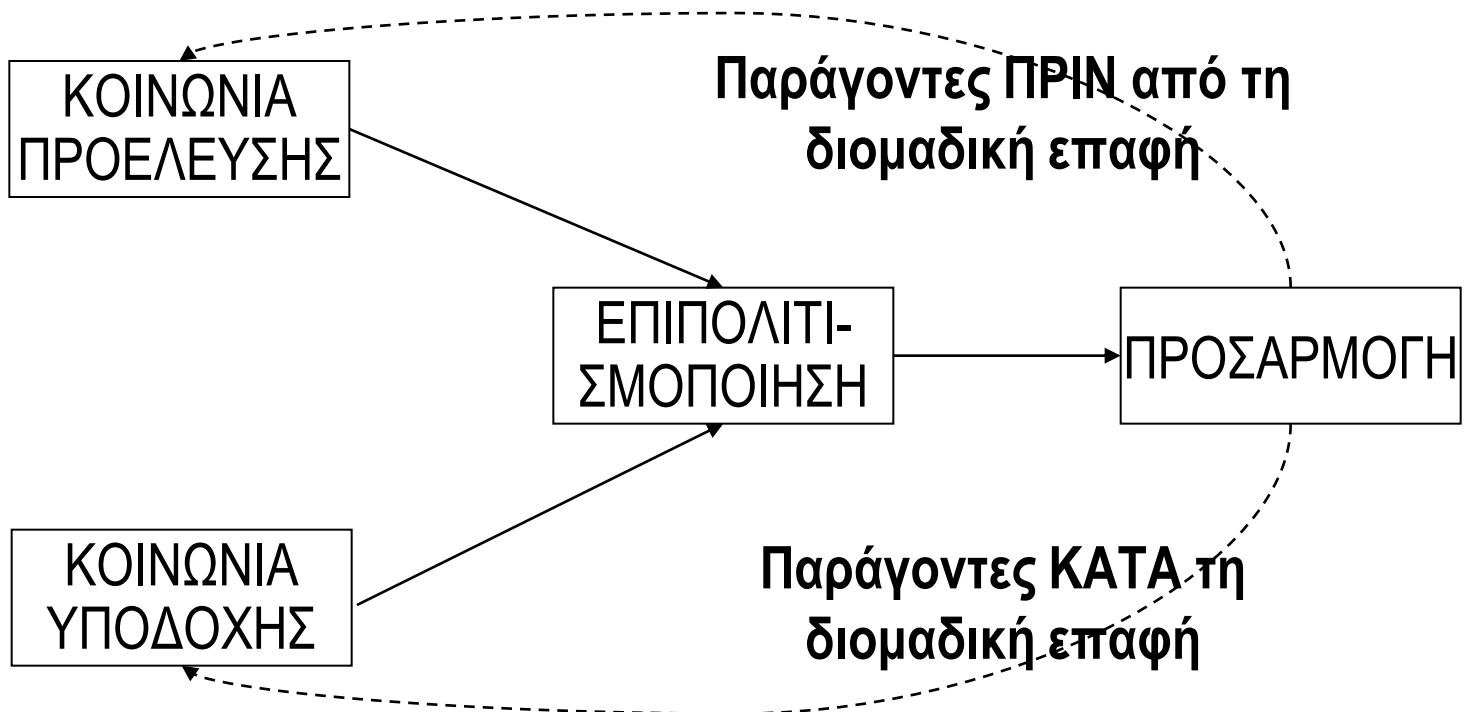 ΚΟΙΝΩΝΙΑ
ΠΡΟΕΛΕΥΣΗΣ
Παράγοντες ΠΡΙΝ από τη
διομαδική επαφή
ΕΠΙΠΟΛΙΤΙ-
ΣΜΟΠΟΙΗΣΗ
ΠΡΟΣΑΡΜΟΓΗ
ΚΟΙΝΩΝΙΑ
ΥΠΟΔΟΧΗΣ
Παράγοντες ΚΑΤΑ τη
διομαδική επαφή